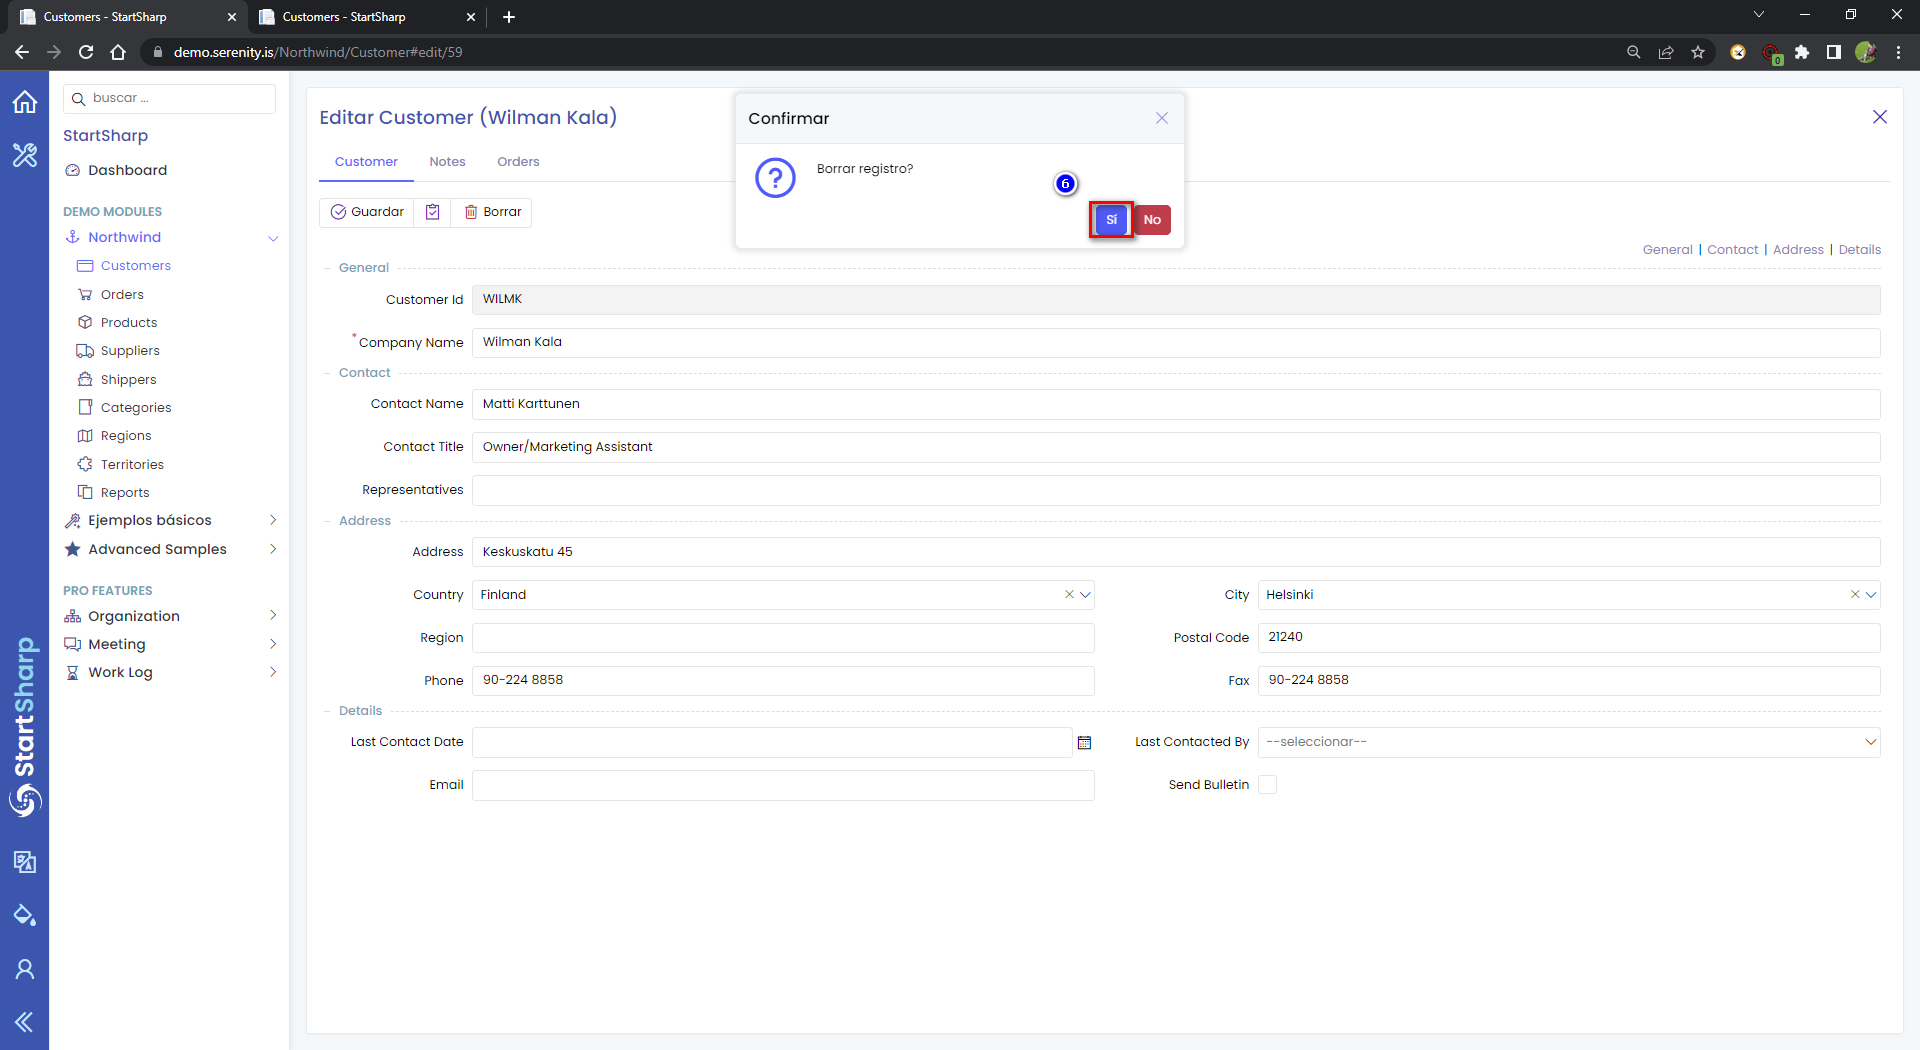 Customers - StartSharp
Customers - StartSharp
demo.serenity.is/Northwind/Customer#edit/59
0
buscar ...
StartSharp
Dashboard
DEMO MODULES
Northwind
Customers
Orders
Products
Suppliers
Shippers
Categories
Regions
Territories
Reports
Ejemplos básicos
Advanced Samples
PRO FEATURES
Organization
Meeting
Work Log
StartSharp
Editar Customer (Wilman Kala)
Customer Notes Orders
Guardar Borrar
Confirmar
?
Borrar registro?
6
Sí No
General | Contact | Address | Details
General
Customer Id WILMK
* Company Name Wilman Kala
Contact
Contact Name Matti Karttunen
Contact Title Owner/Marketing Assistant
Representatives
Address
Address Keskuskatu 45
Country Finland City Helsinki
Region Postal Code 21240
Phone 90-224 8858 Fax 90-224 8858
Details
Last Contact Date Last Contacted By --seleccionar--
Email Send Bulletin